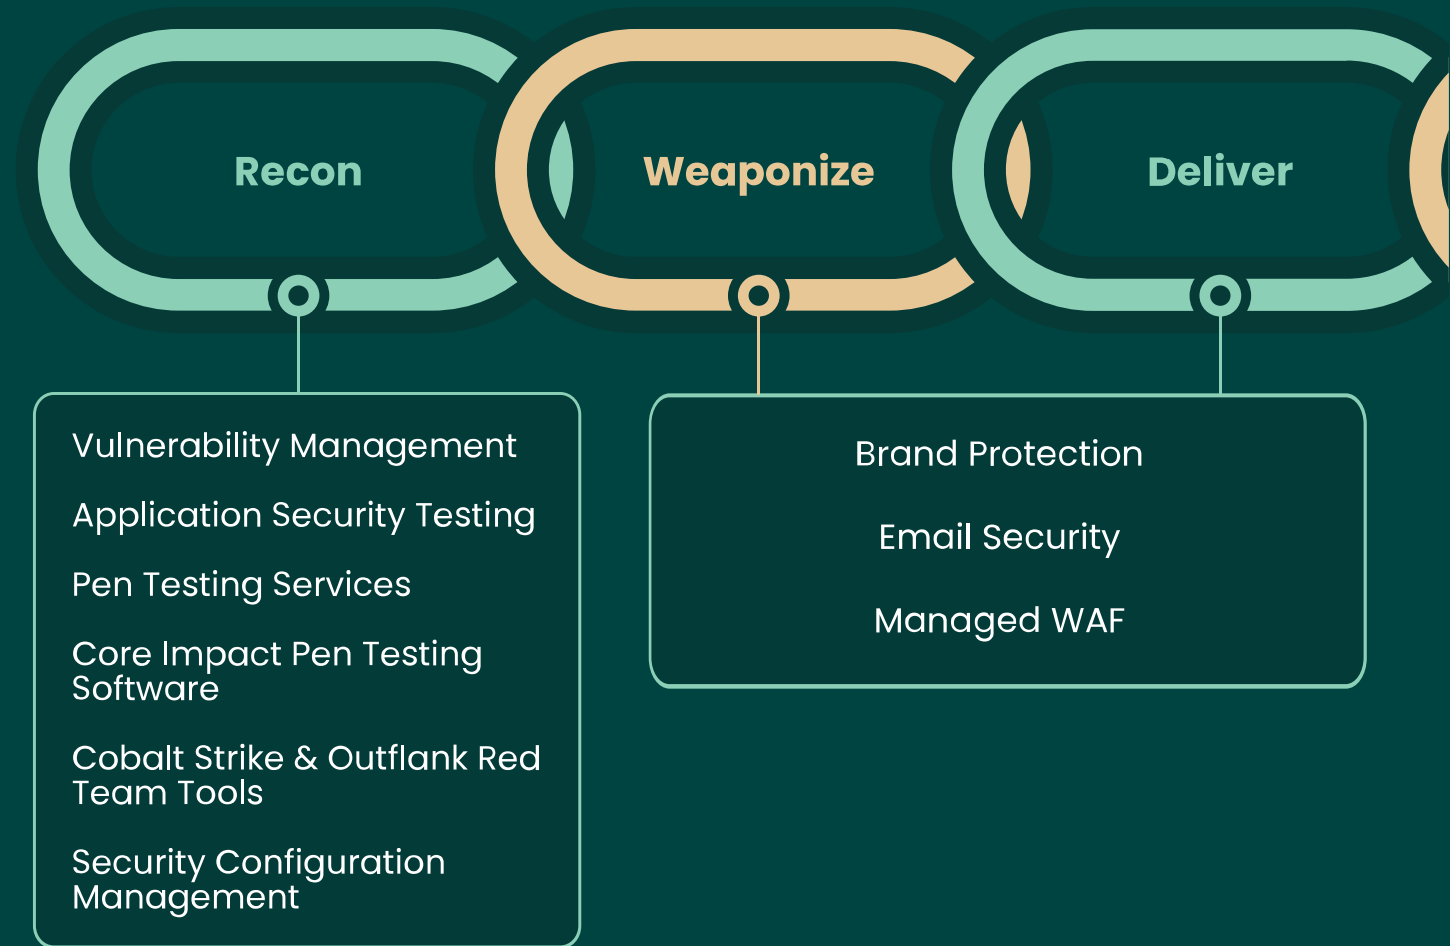 Recon
Weaponize
Deliver
Vulnerability Management
Application Security Testing
Pen Testing Services
Core Impact Pen Testing
Software
Cobalt Strike & Outflank Red
Team Tools
Security Configuration
Management
Brand Protection
Email Security
Managed WAF